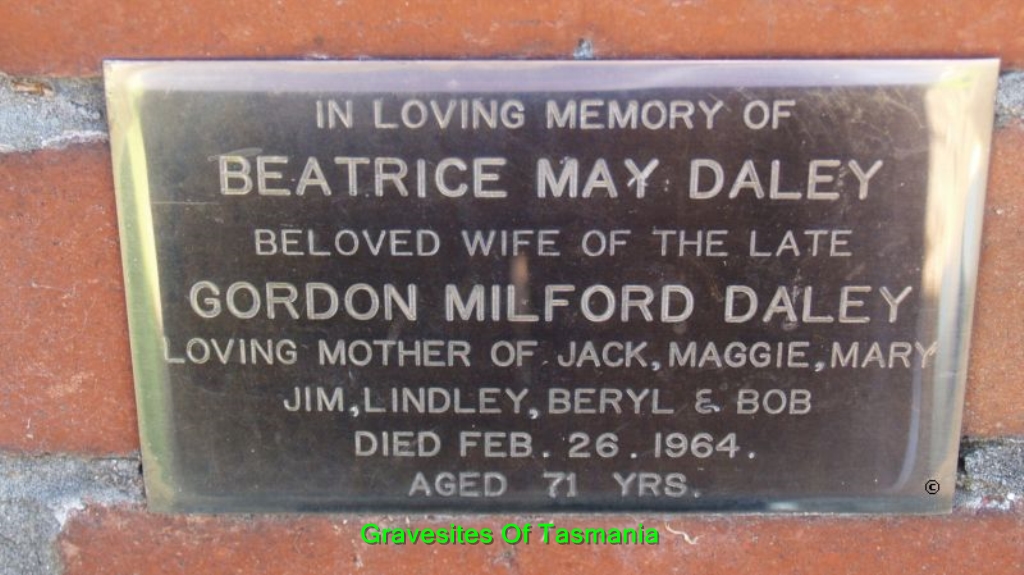 IN LOVING MEMORY OF
BEATRICE MAY DALEY
BELOVED WIFE OF THE LATE
GORDON MILFORD DALEY
LOVING MOTHER OF JACK, MAGGIE, MARY
JIM, LINDLEY, BERYL & BOB
DIED FEB. 26. 1964.
AGED 71 YRS.
©
Gravesites Of Tasmania